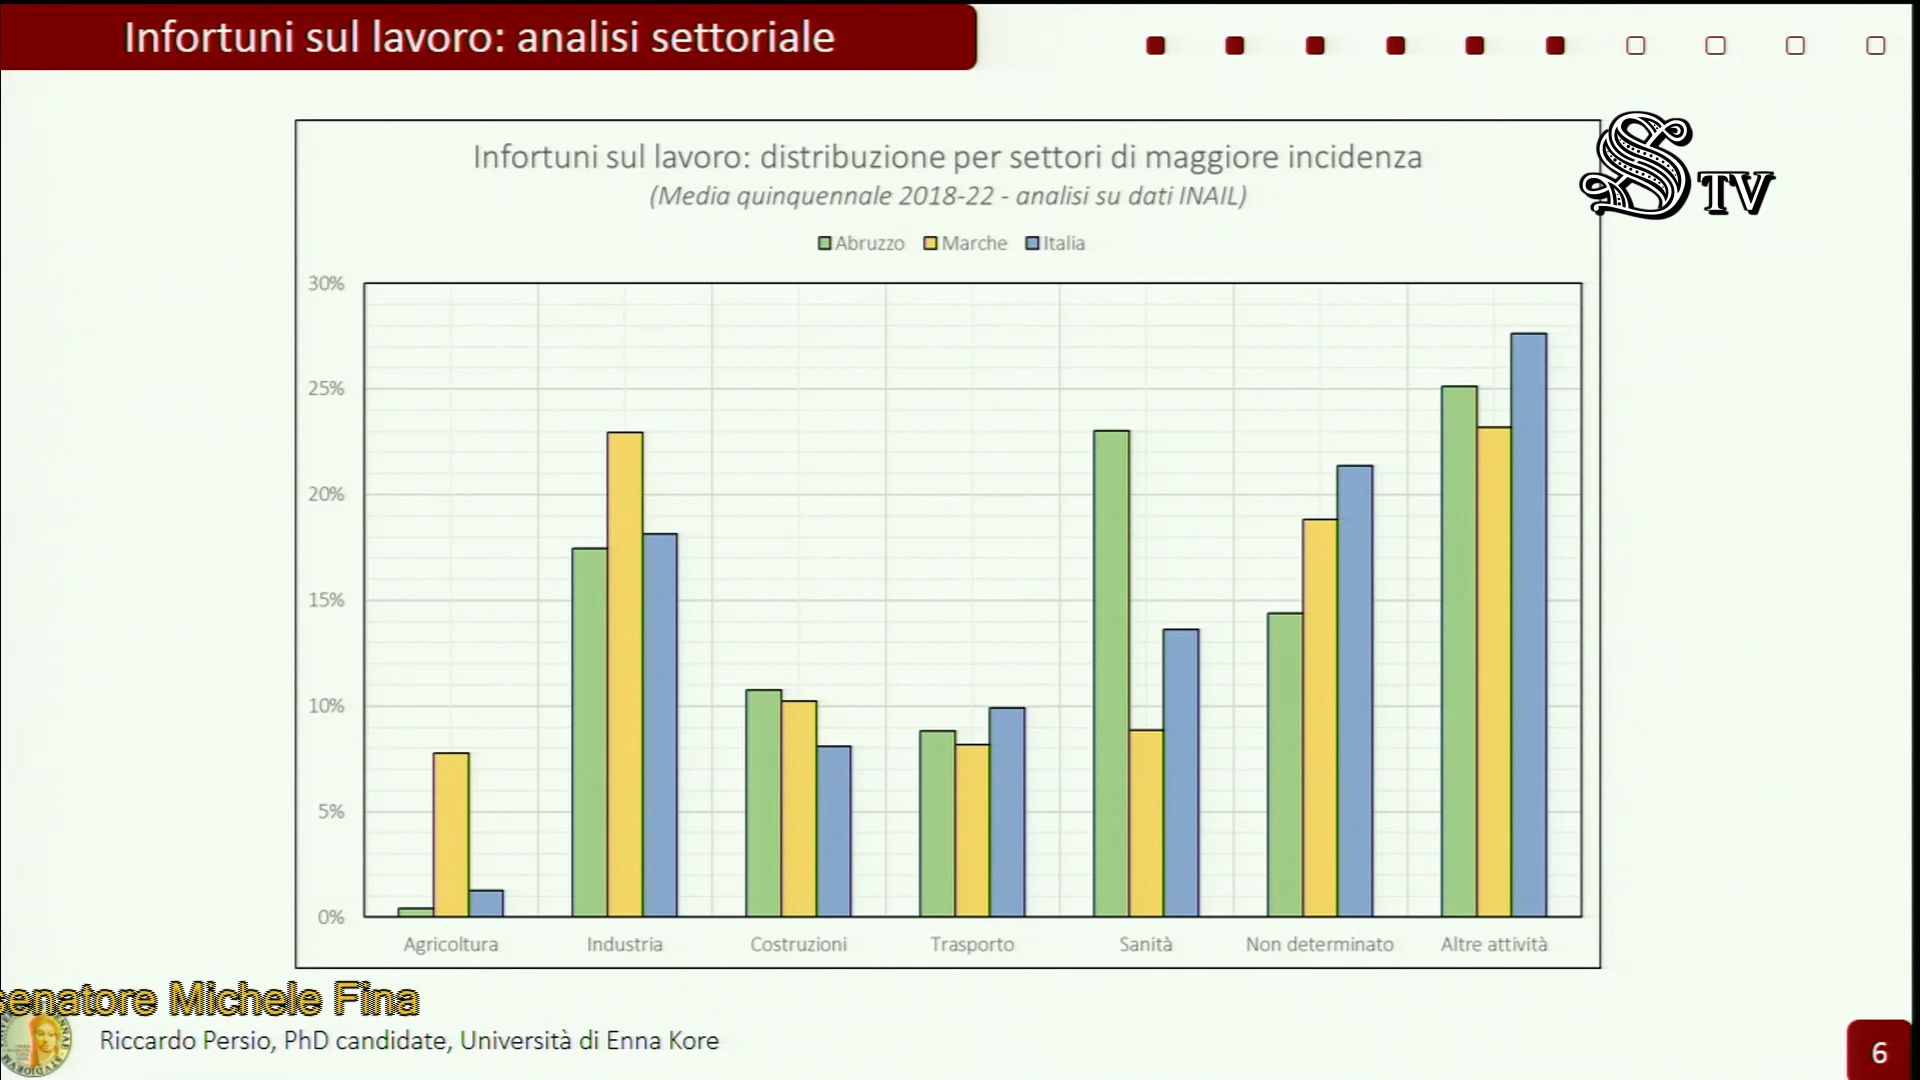 Infortuni sul lavoro: analisi settoriale
Infortuni sul lavoro: distribuzione per settori di maggiore incidenza
(Media quinquennale 2018-22 - analisi su dati INAIL)
Abruzzo Marche Italia
S TV
30%
25%
20%
15%
10%
5%
0%
Agricoltura Industria Costruzioni Trasporto Sanità Non determinato Altre attività
senatore Michele Fina
Riccardo Persio, PhD candidate, Università di Enna Kore
6